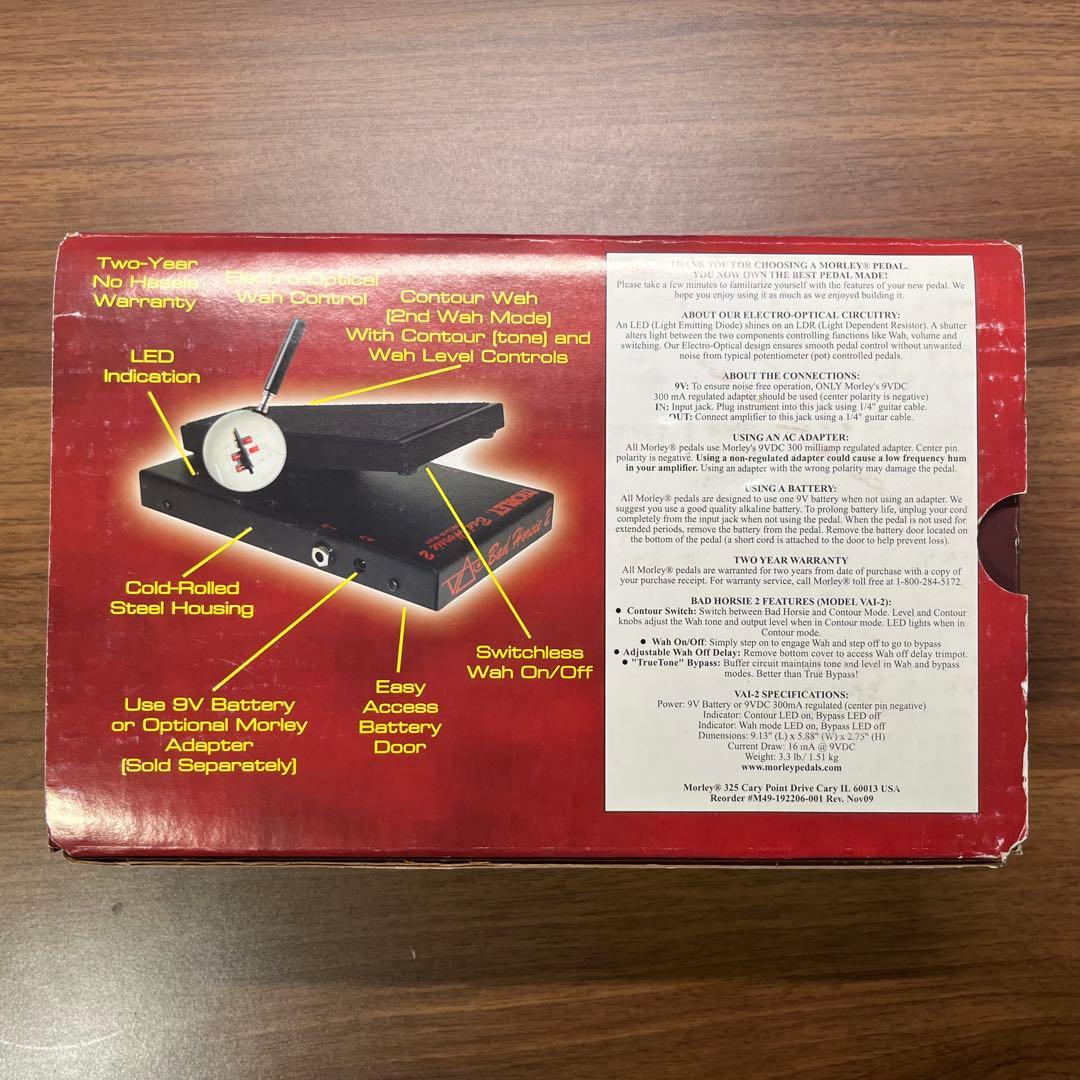 Two-Year
No Hassle
Warranty
Electro-Optical
Wah Control
Contour Wah
(2nd Wah Mode)
With Contour (tone) and
Wah Level Controls
LED
Indication
MORLEY
Bad Horsie 2
VAI
Bad Horsie 2
Cold-Rolled
Steel Housing
Switchless
Wah On/Off
Easy
Access
Battery
Door
Use 9V Battery
or Optional Morley
Adapter
(Sold Separately)
THANK YOU FOR CHOOSING A MORLEY® PEDAL.
YOU NOW OWN THE BEST PEDAL MADE!
Please take a few minutes to familiarize yourself with the features of your new pedal. We
hope you enjoy using it as much as we enjoyed building it.
ABOUT OUR ELECTRO-OPTICAL CIRCUITRY:
An LED (Light Emitting Diode) shines on an LDR (Light Dependent Resistor). A shutter
alters light between the two components controlling functions like Wah, volume and
switching. Our Electro-Optical design ensures smooth pedal control without unwanted
noise from typical potentiometer (pot) controlled pedals.
ABOUT THE CONNECTIONS:
9V: To ensure noise free operation, ONLY Morley's 9VDC
300 mA regulated adapter should be used (center polarity is negative)
IN: Input jack. Plug instrument into this jack using 1/4" guitar cable.
OUT: Connect amplifier to this jack using a 1/4" guitar cable.
USING AN AC ADAPTER:
All Morley® pedals use Morley's 9VDC 300 milliamp regulated adapter. Center pin
polarity is negative. Using a non-regulated adapter could cause a low frequency hum
in your amplifier. Using an adapter with the wrong polarity may damage the pedal.
USING A BATTERY:
All Morley® pedals are designed to use one 9V battery when not using an adapter. We
suggest you use a good quality alkaline battery. To prolong battery life, unplug your cord
completely from the input jack when not using the pedal. When the pedal is not used for
extended periods, remove the battery from the pedal. Remove the battery door located on
the bottom of the pedal (a short cord is attached to the door to help prevent loss).
TWO YEAR WARRANTY
All Morley® pedals are warranted for two years from date of purchase with a copy of
your purchase receipt. For warranty service, call Morley® toll free at 1-800-284-5172.
BAD HORSIE 2 FEATURES (MODEL VAI-2):
● Contour Switch: Switch between Bad Horsie and Contour Mode. Level and Contour
knobs adjust the Wah tone and output level when in Contour mode. LED lights when in
Contour mode.
● Wah On/Off: Simply step on to engage Wah and step off to go to bypass
● Adjustable Wah Off Delay: Remove bottom cover to access Wah off delay trimpot.
● "TrueTone" Bypass: Buffer circuit maintains tone and level in Wah and bypass
modes. Better than True Bypass!
VAI-2 SPECIFICATIONS:
Power: 9V Battery or 9VDC 300mA regulated (center pin negative)
Indicator: Contour LED on, Bypass LED off
Indicator: Wah mode LED on, Bypass LED off
Dimensions: 9.13" (L) x 5.88" (W) x 2.75" (H)
Current Draw: 16 mA @ 9VDC
Weight: 3.3 lb./ 1.51 kg
www.morleypedals.com
Morley® 325 Cary Point Drive Cary IL 60013 USA
Reorder #M49-192206-001 Rev. Nov09